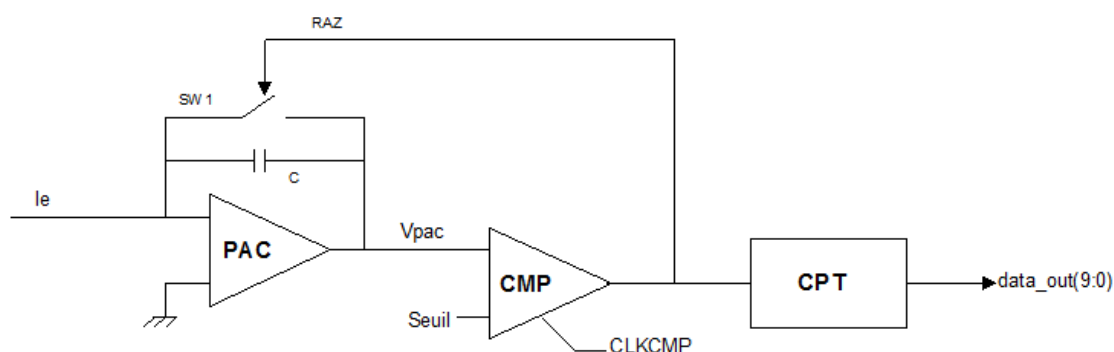 RAZ
SW 1
C
Ie
PAC
Vpac
CMP
CPT
data_out(9:0)
Seuil
CLKCMP